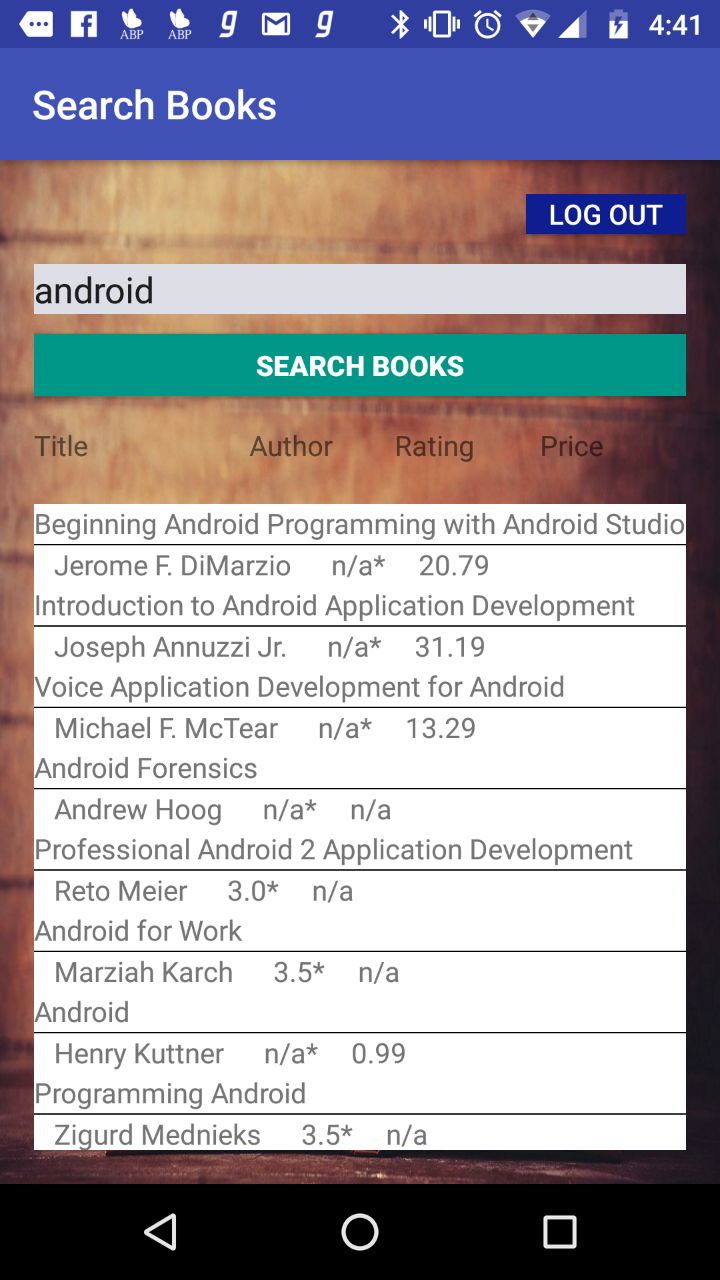 ABP ABP g g 4:41
Search Books
LOG OUT
android
SEARCH BOOKS
Title Author Rating Price
Beginning Android Programming with Android Studio
Jerome F. DiMarzio n/a* 20.79
Introduction to Android Application Development
Joseph Annuzzi Jr. n/a* 31.19
Voice Application Development for Android
Michael F. McTear n/a* 13.29
Android Forensics
Andrew Hoog n/a* n/a
Professional Android 2 Application Development
Reto Meier 3.0* n/a
Android for Work
Marziah Karch 3.5* n/a
Android
Henry Kuttner n/a* 0.99
Programming Android
Zigurd Mednieks 3.5* n/a